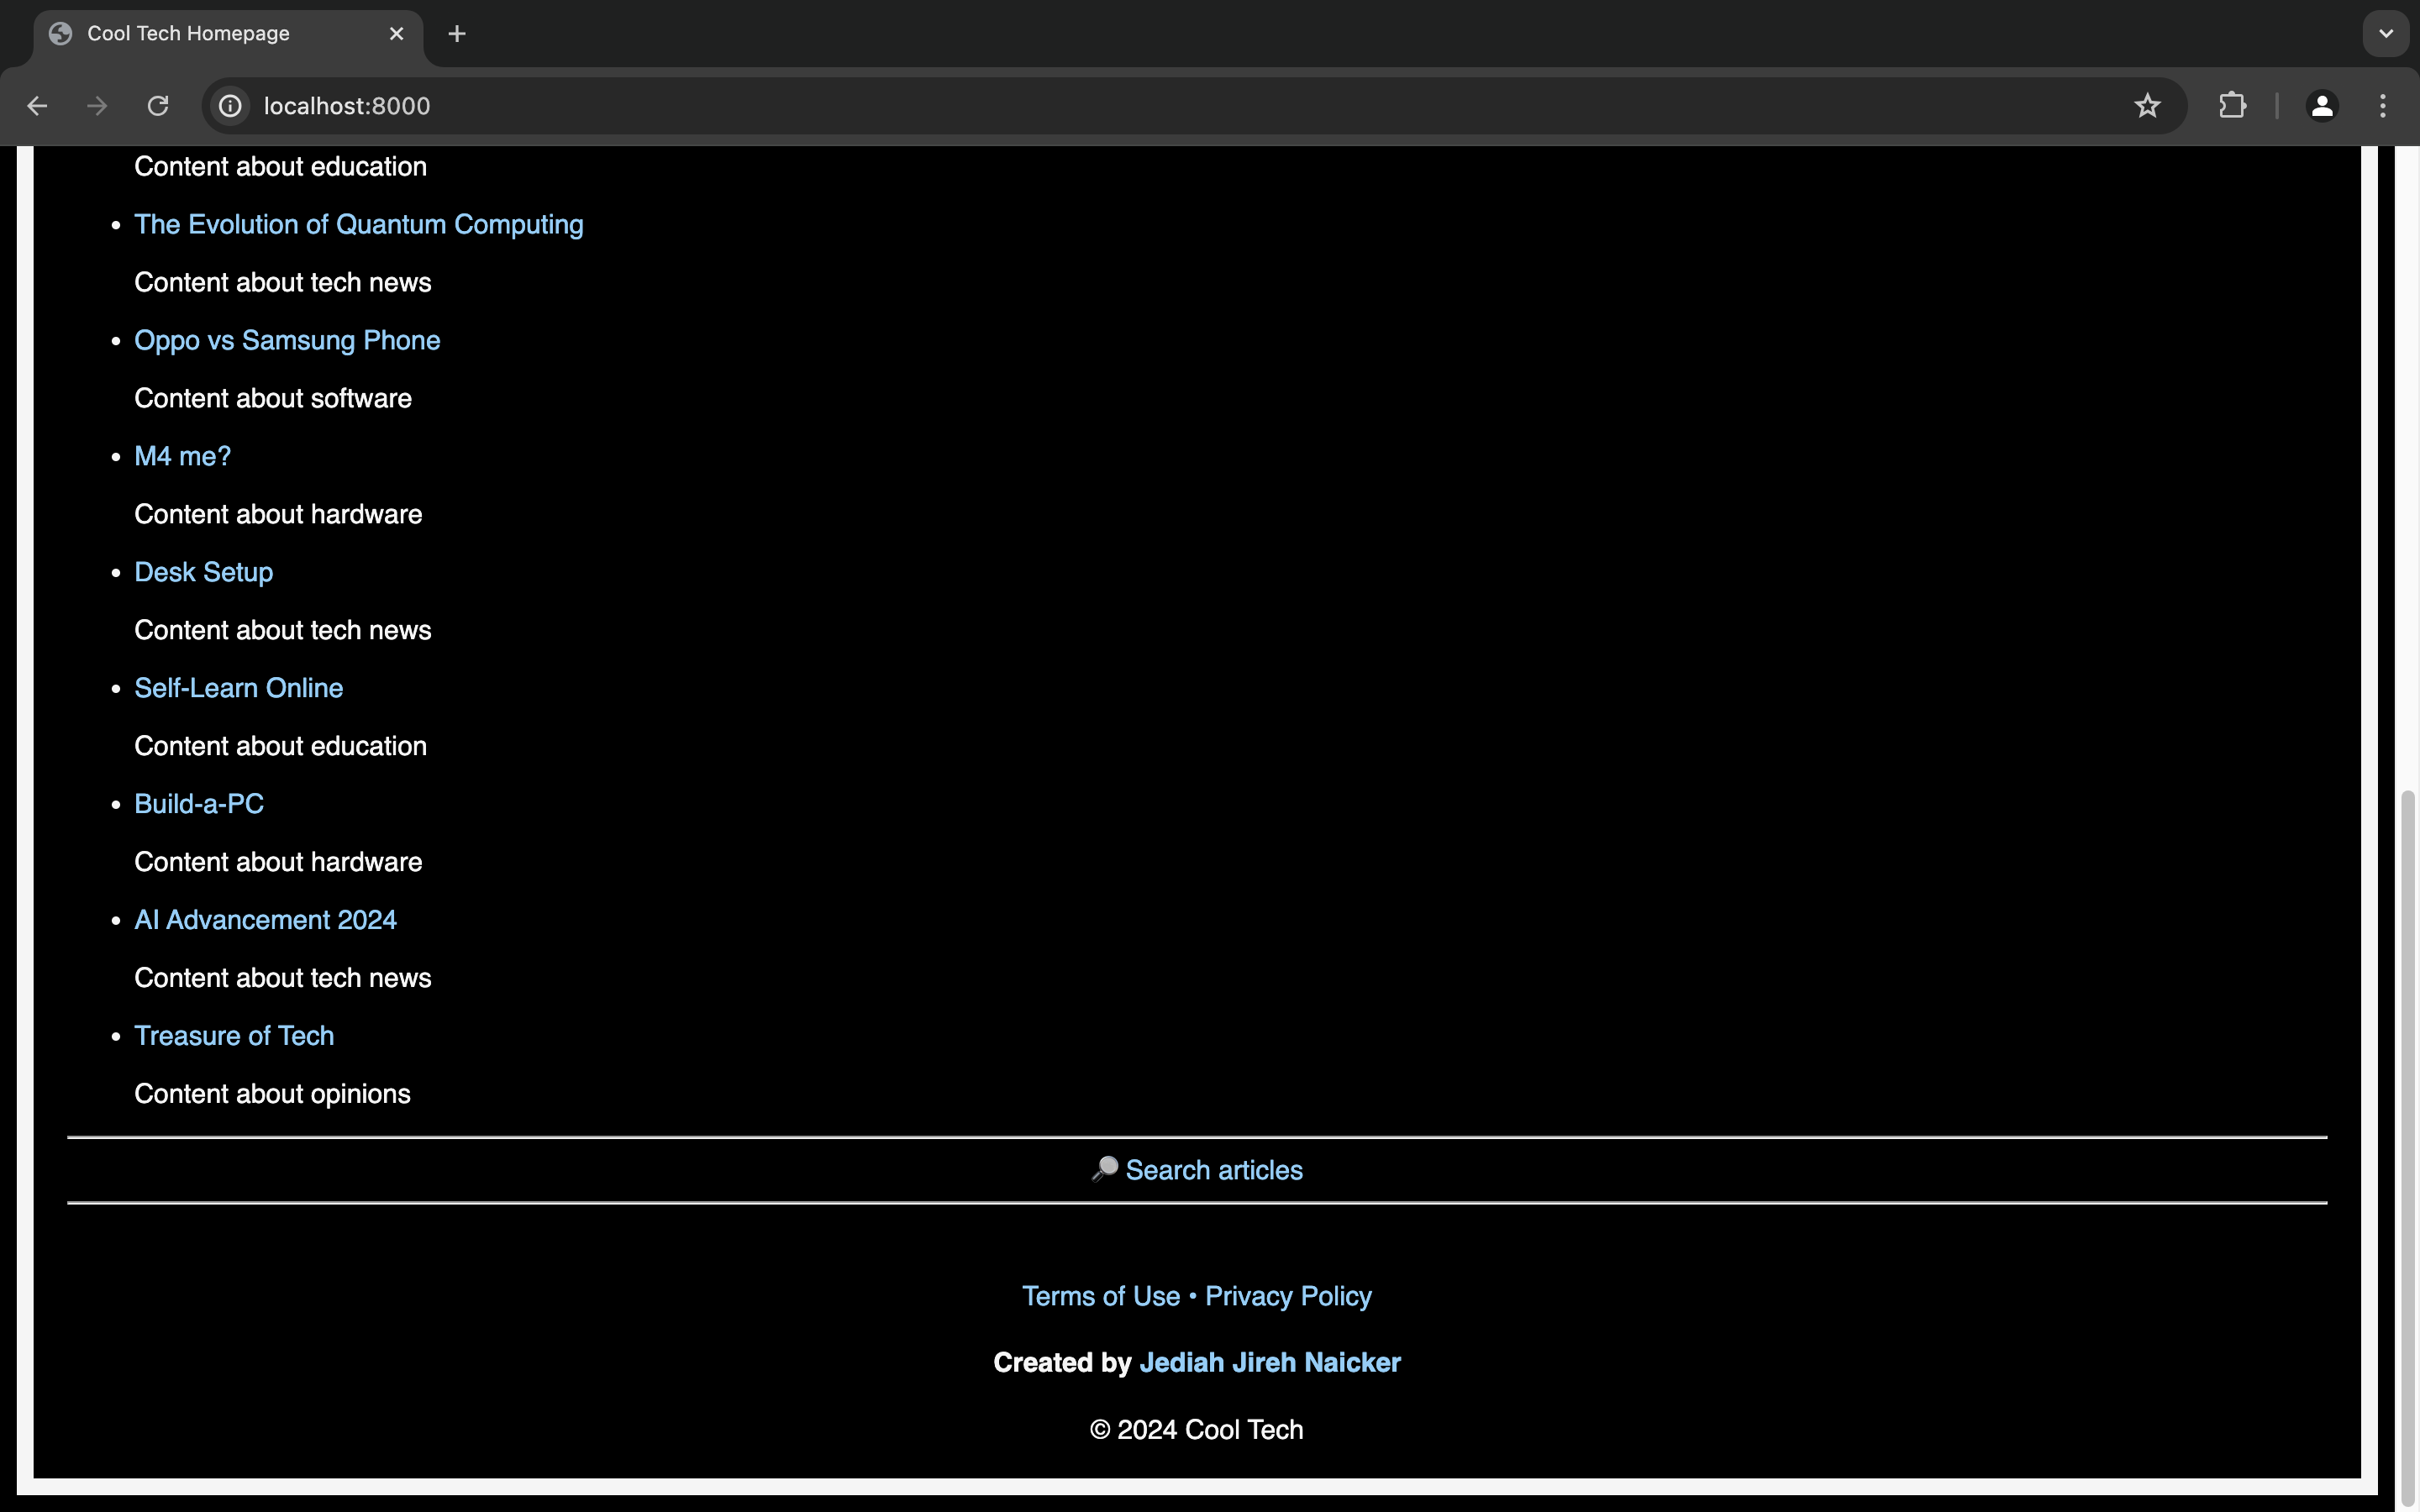 Cool Tech Homepage
localhost:8000
Content about education
• The Evolution of Quantum Computing
Content about tech news
• Oppo vs Samsung Phone
Content about software
• M4 me?
Content about hardware
• Desk Setup
Content about tech news
• Self-Learn Online
Content about education
• Build-a-PC
Content about hardware
• AI Advancement 2024
Content about tech news
• Treasure of Tech
Content about opinions
🔎 Search articles
Terms of Use • Privacy Policy
Created by Jediah Jireh Naicker
© 2024 Cool Tech